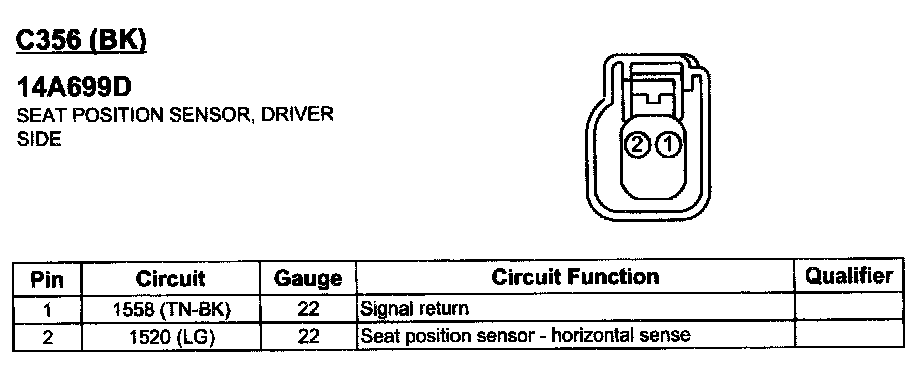 C356 (BK)
14A699D
SEAT POSITION SENSOR, DRIVER
SIDE
2 1
Pin Circuit Gauge Circuit Function Qualifier
1 1558 (TN-BK) 22 Signal return
2 1520 (LG) 22 Seat position sensor - horizontal sense